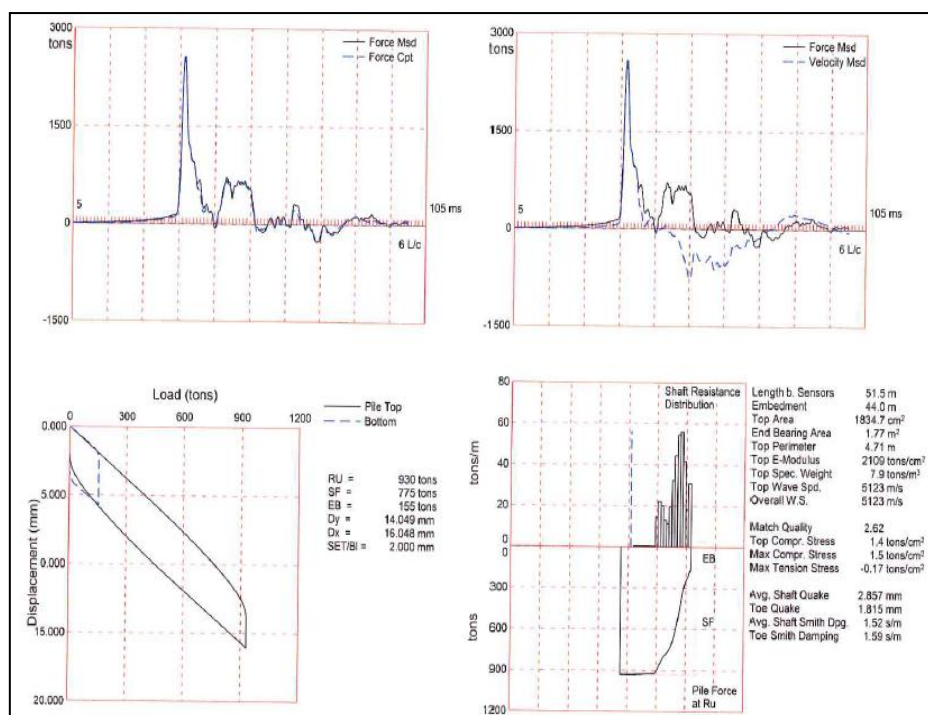 3000
tons
1500
0
-1500
5
105 ms
6 L/c
Force Msd
Force Cpt
3000
tons
1500
0
-1500
5
105 ms
6 L/c
Force Msd
Velocity Msd
Load (tons)
0 300 600 900 1200
0.000
5.000
0.000
15.000
20.000
Displacement (mm)
Pile Top
Bottom
RU = 930 tons
SF = 775 tons
EB = 155 tons
Dy = 14.049 mm
Dx = 16.048 mm
SET/Bl = 2.000 mm
80
60
40
20
0
tons/m
Shaft Resistance
Distribution
0
300
600
900
1200
tons
EB
SF
Pile Force
at Ru
Length b. Sensors 51.5 m
Embedment 44.0 m
Top Area 1834.7 cm²
End Bearing Area 1.77 m²
Top Perimeter 4.71 m
Top E-Modulus 2109 tons/cm²
Top Spec. Weight 7.9 tons/m³
Top Wave Spd. 5123 m/s
Overall W.S. 5123 m/s
Match Quality 2.62
Top Compr. Stress 1.4 tons/cm²
Max Compr. Stress 1.5 tons/cm²
Max Tension Stress -0.17 tons/cm²
Avg. Shaft Quake 2.857 mm
Toe Quake 1.815 mm
Avg. Shaft Smith Dpg. 1.52 s/m
Toe Smith Damping 1.59 s/m